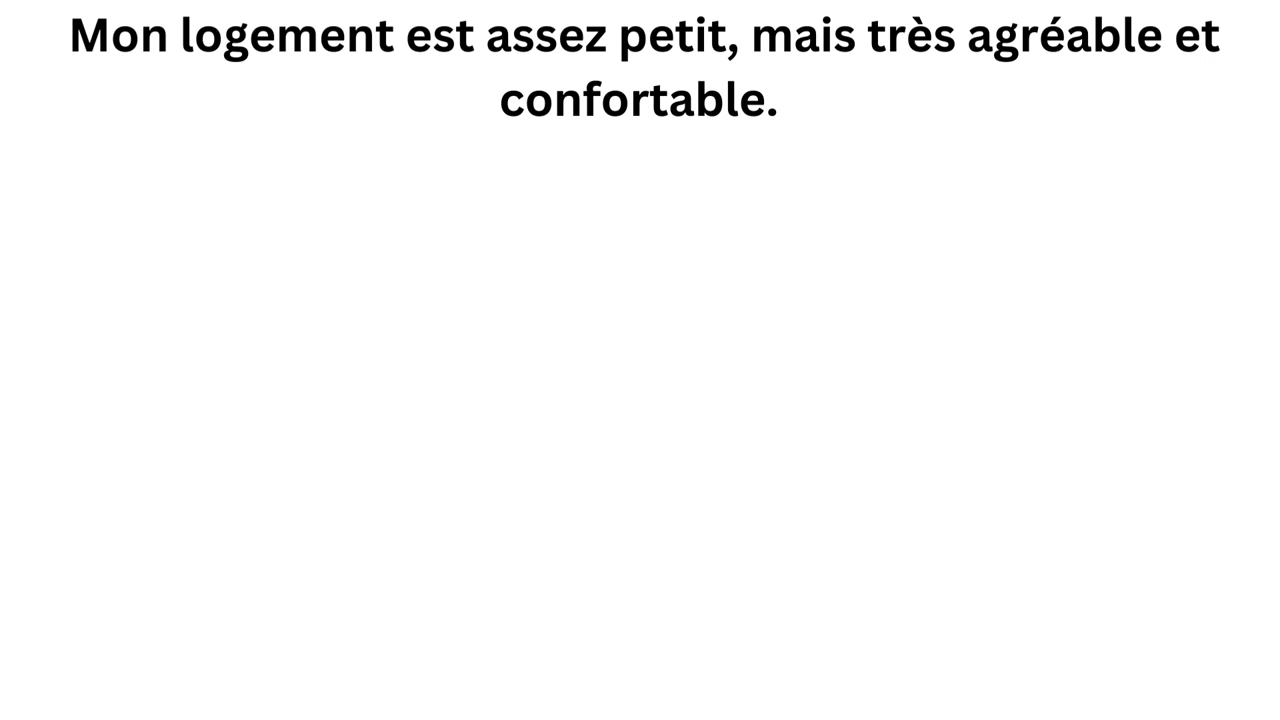 Mon logement est assez petit, mais très agréable et
confortable.